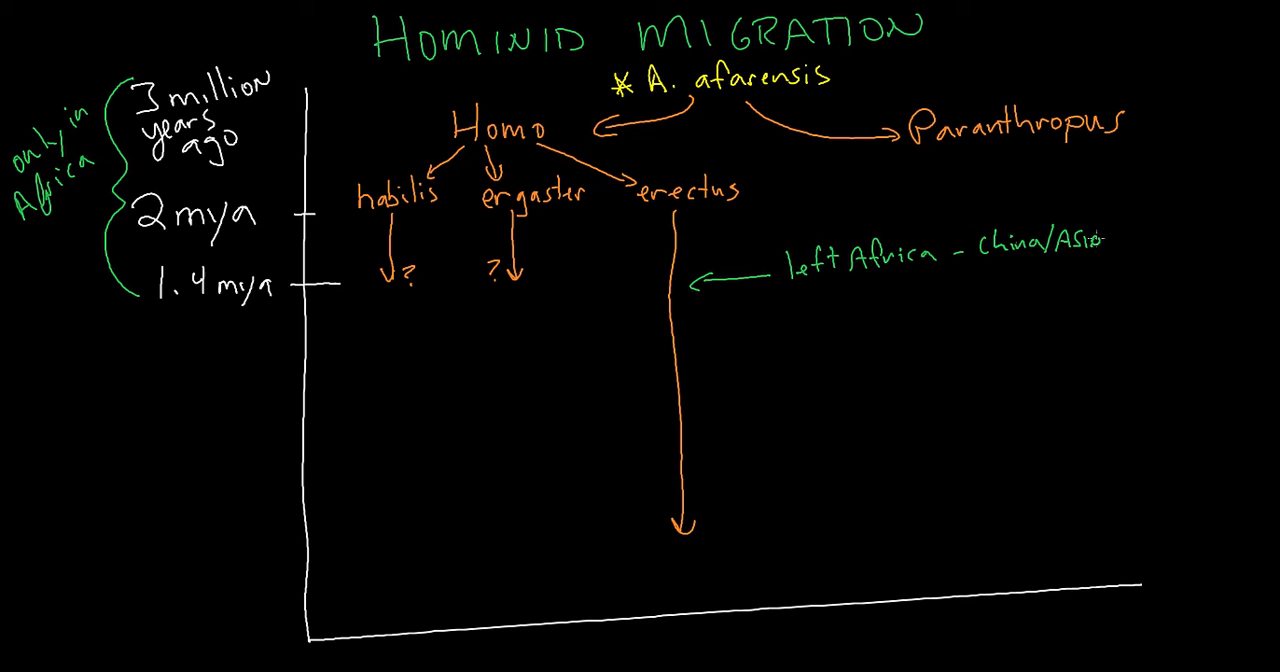 HOMINID MIGRATION
* A. afarensis
3 million
years
ago
only in
Africa
Homo
Paranthropus
habilis
ergaster
erectus
2 mya
left Africa - China/Asia
?
?
1.4 mya